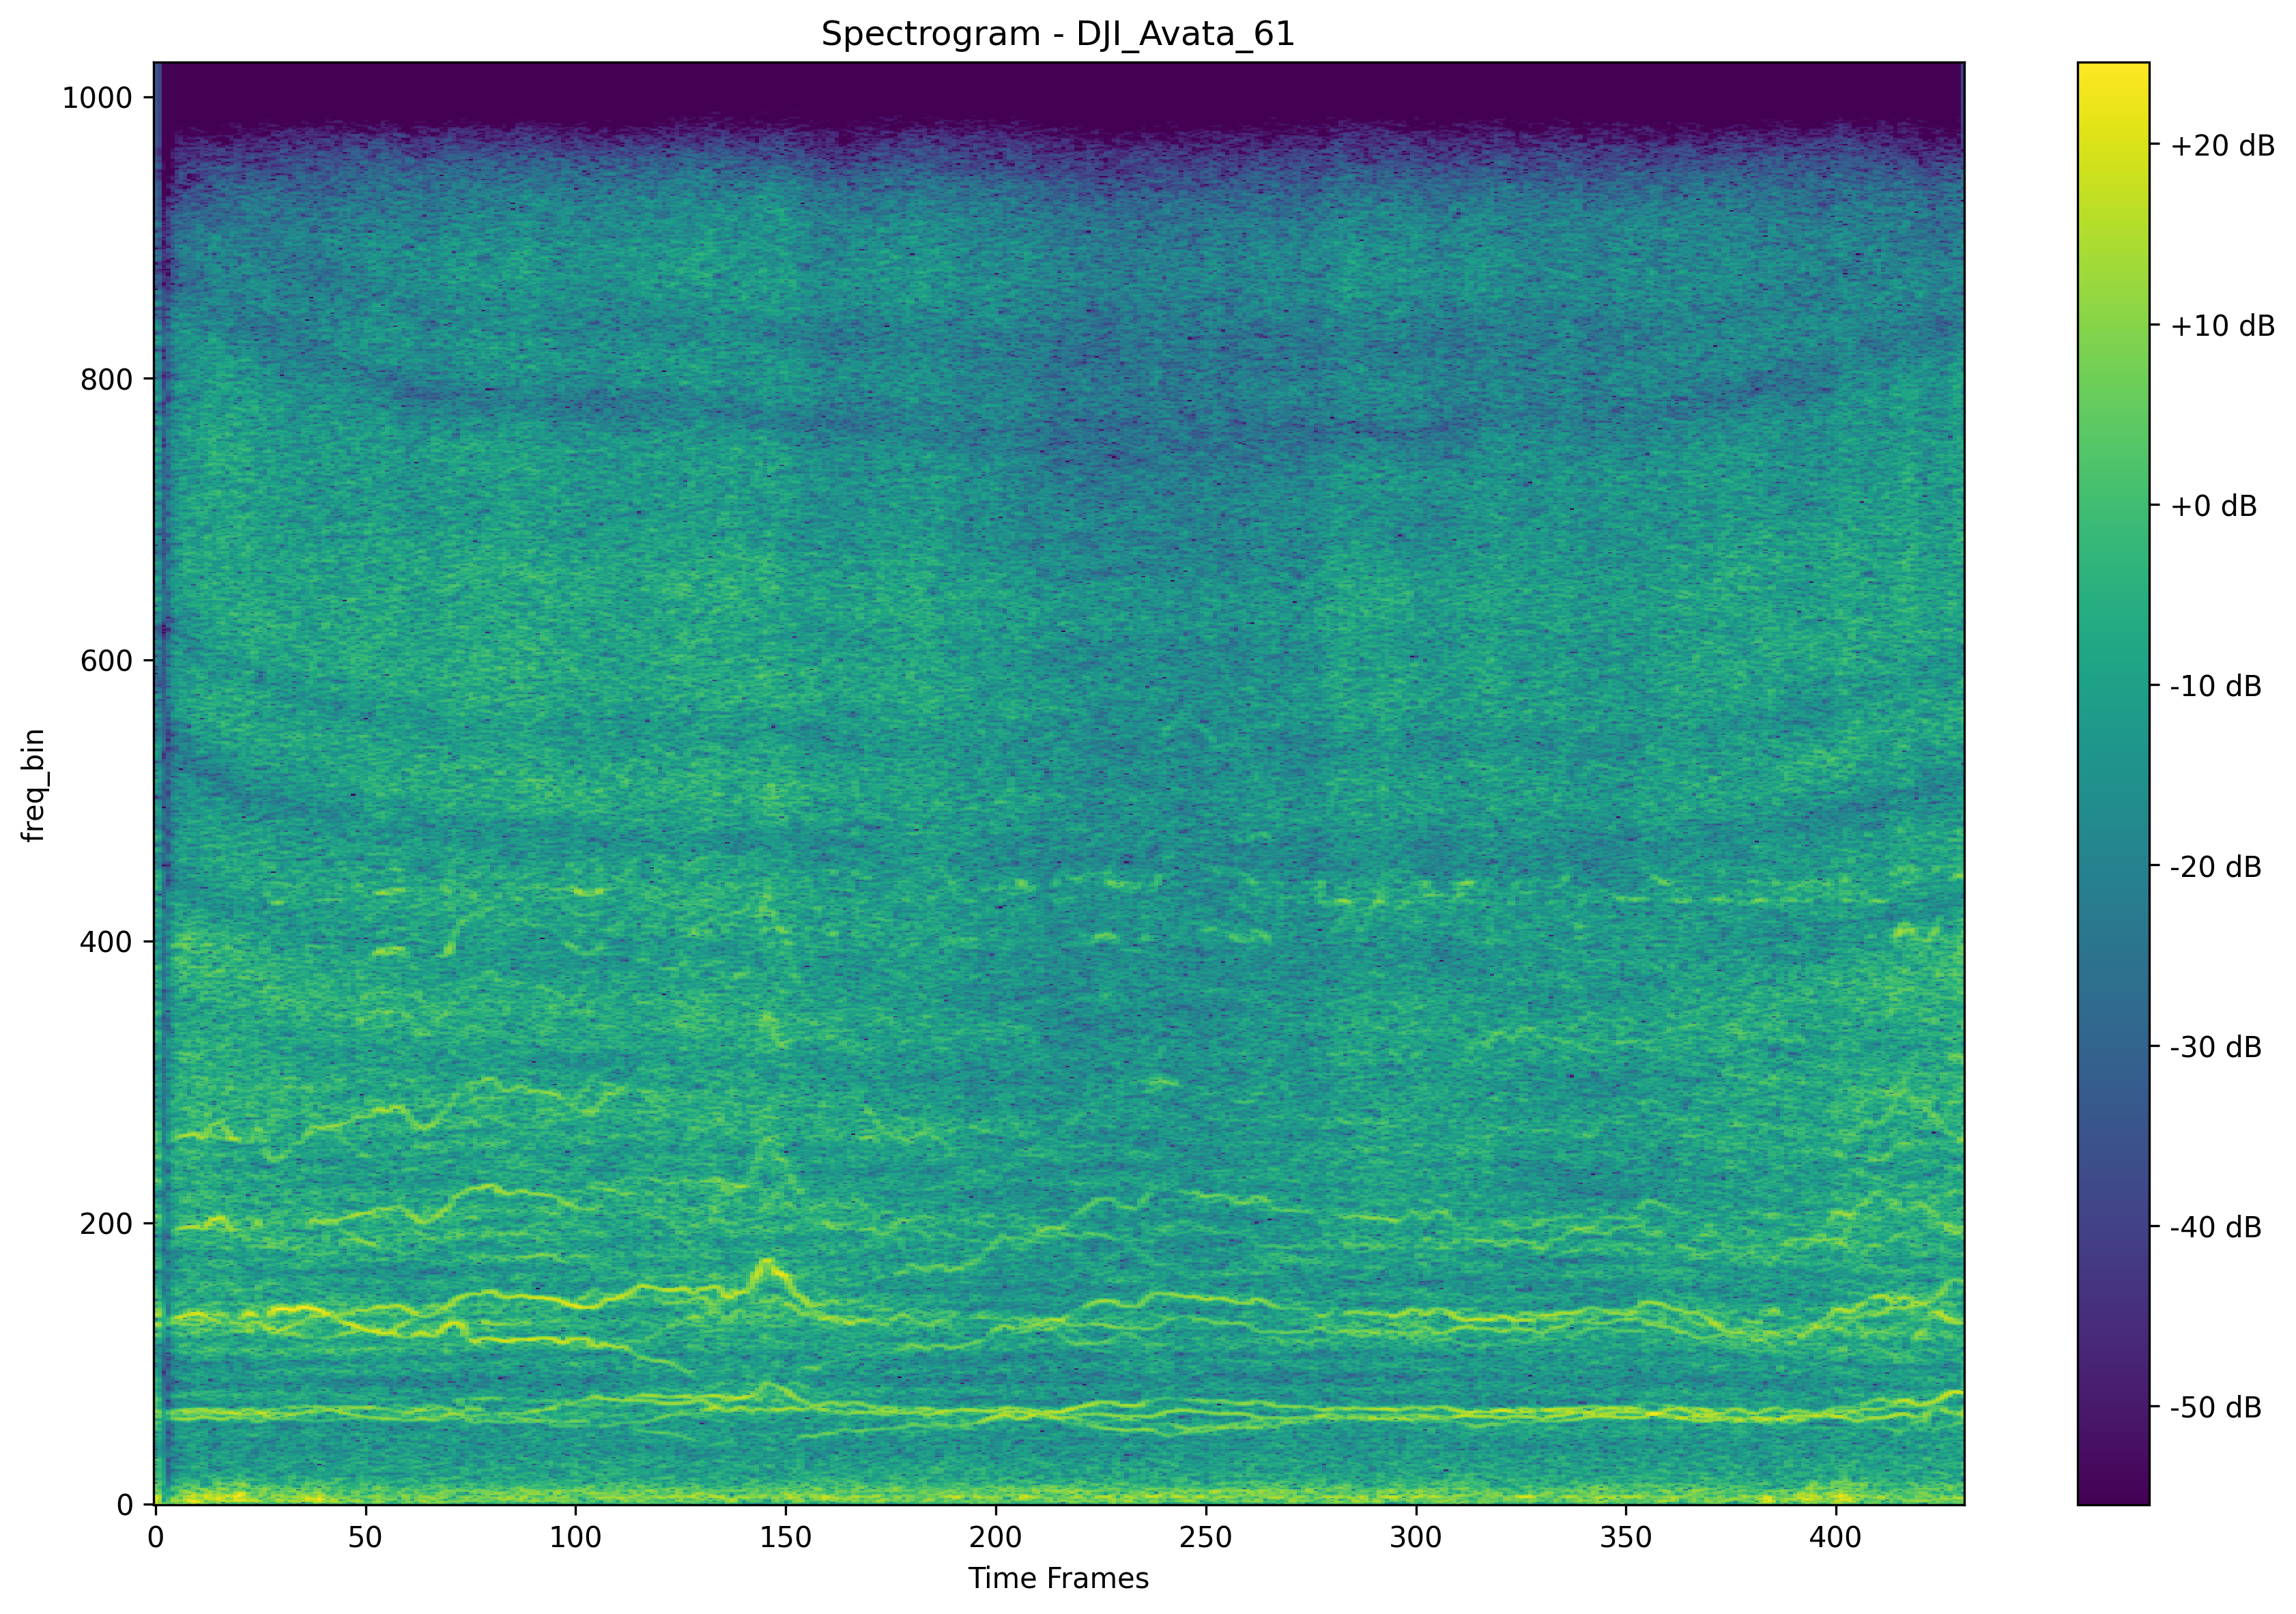 Spectrogram - DJI_Avata_61
1000
800
600
400
200
0
freq_bin
0 50 100 150 200 250 300 350 400
Time Frames
+20 dB
+10 dB
+0 dB
-10 dB
-20 dB
-30 dB
-40 dB
-50 dB